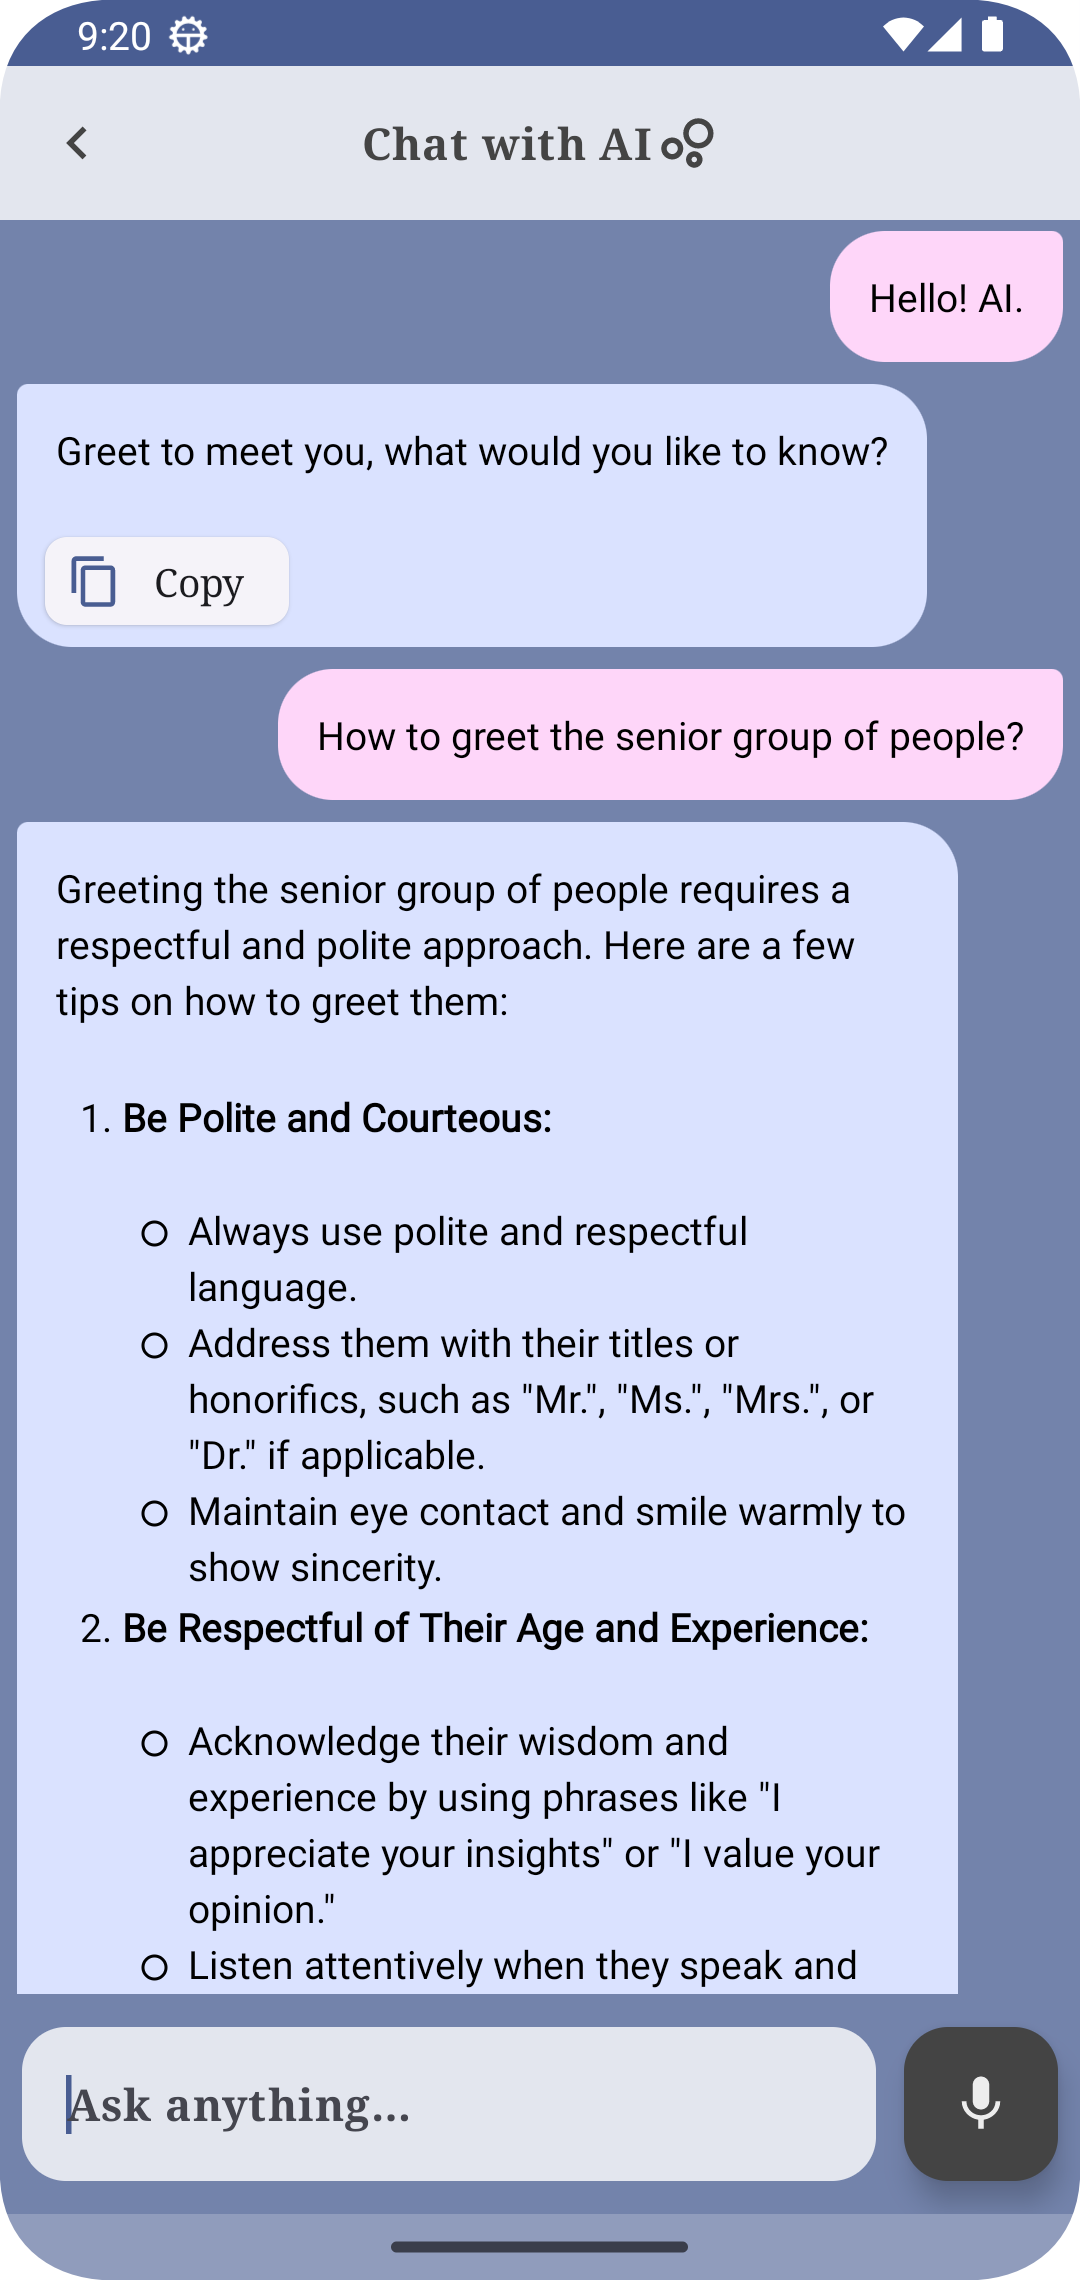 9:20
Chat with AI
Hello! AI.
Greet to meet you, what would you like to know?
Copy
How to greet the senior group of people?
Greeting the senior group of people requires a
respectful and polite approach. Here are a few
tips on how to greet them:
1. Be Polite and Courteous:
Always use polite and respectful
language.
Address them with their titles or
honorifics, such as "Mr.", "Ms.", "Mrs.", or
"Dr." if applicable.
Maintain eye contact and smile warmly to
show sincerity.
2. Be Respectful of Their Age and Experience:
Acknowledge their wisdom and
experience by using phrases like "I
appreciate your insights" or "I value your
opinion."
Listen attentively when they speak and
Ask anything...